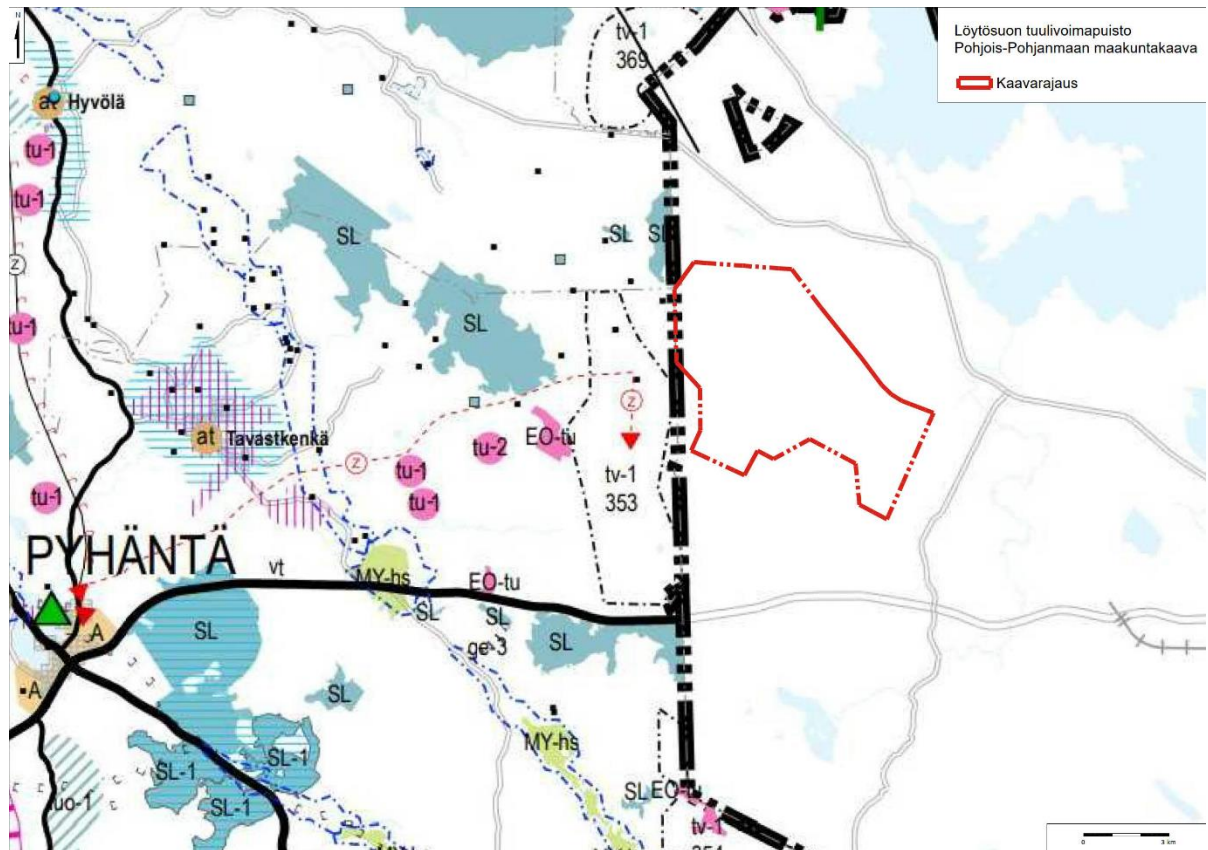 N
Löytösuon tuulivoimapuisto
Pohjois-Pohjanmaan maakuntakaava
Kaavarajaus
tv-1
369
at Hyvölä
tu-1
tu-1
SL
SL
SL
Z
tu-1
SL
Z
at Tavastkenkä
EO-tu
tu-2
tu-1
tu-1
Z
tv-1
353
tu-1
PYHÄNTÄ
vt
MY-hs
EO-tu
SL
SL
A
SL
SL
ge-3
A
SL
MY-hs
SL-1
SL-1
SL-1
SL
EO-tu
tv-1
0 3 km